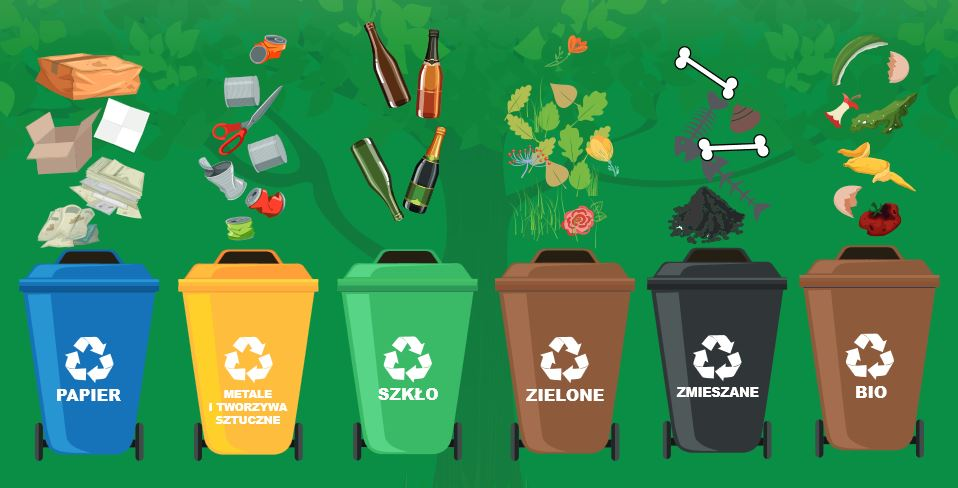 PAPIER
METALE
I TWORZYWA
SZTUCZNE
SZKŁO
ZIELONE
ZMIESZANE
BIO